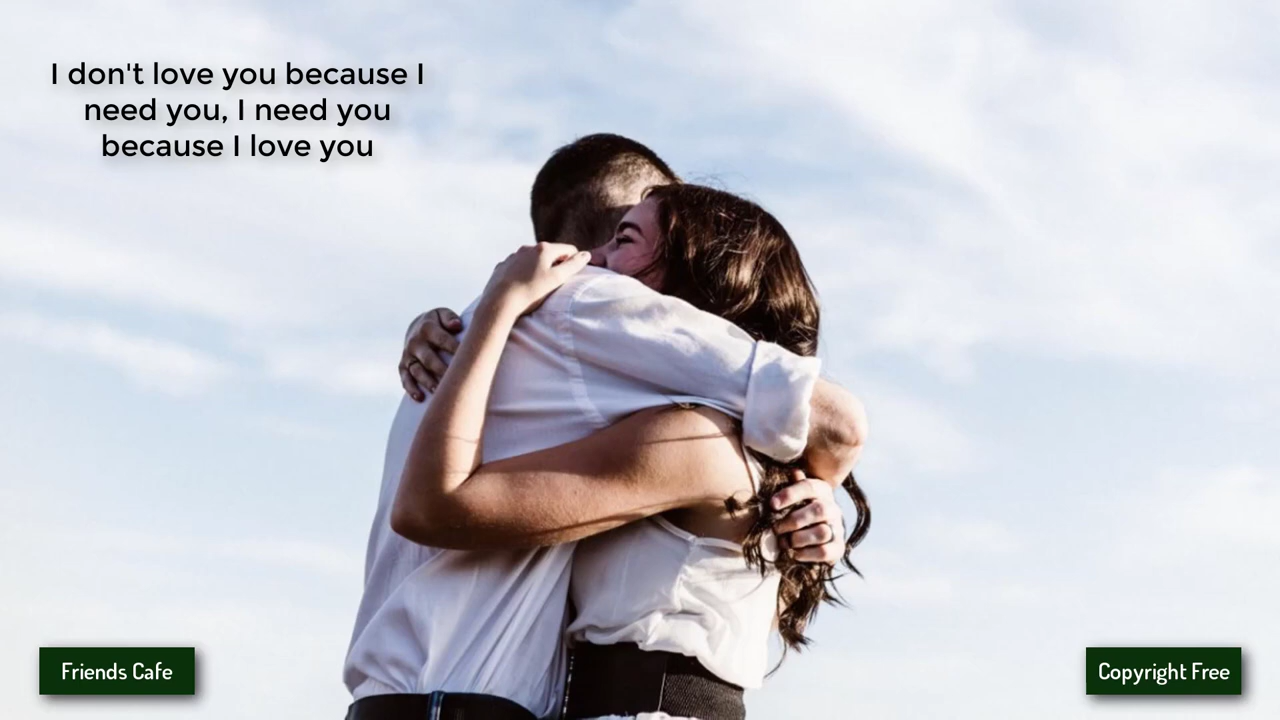 I don't love you because I
need you, I need you
because I love you
Friends Cafe
Copyright Free